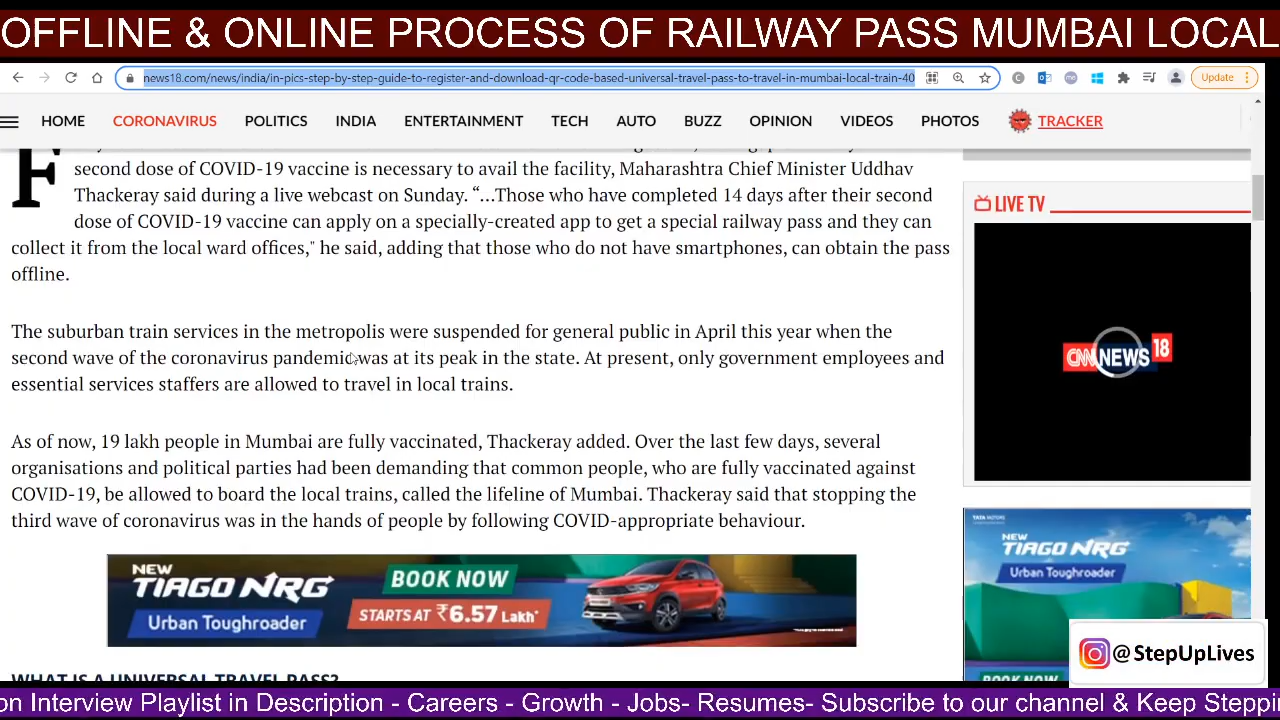 OFFLINE & ONLINE PROCESS OF RAILWAY PASS MUMBAI LOCAL
news18.com/news/india/in-pics-step-by-step-guide-to-register-and-download-qr-code-based-universal-travel-pass-to-travel-in-mumbai-local-train-40
Update
HOME CORONAVIRUS POLITICS INDIA ENTERTAINMENT TECH AUTO BUZZ OPINION VIDEOS PHOTOS TRACKER
F
second dose of COVID-19 vaccine is necessary to avail the facility, Maharashtra Chief Minister Uddhav
Thackeray said during a live webcast on Sunday. “...Those who have completed 14 days after their second
dose of COVID-19 vaccine can apply on a specially-created app to get a special railway pass and they can
collect it from the local ward offices," he said, adding that those who do not have smartphones, can obtain the pass
offline.
The suburban train services in the metropolis were suspended for general public in April this year when the
second wave of the coronavirus pandemic was at its peak in the state. At present, only government employees and
essential services staffers are allowed to travel in local trains.
As of now, 19 lakh people in Mumbai are fully vaccinated, Thackeray added. Over the last few days, several
organisations and political parties had been demanding that common people, who are fully vaccinated against
COVID-19, be allowed to board the local trains, called the lifeline of Mumbai. Thackeray said that stopping the
third wave of coronavirus was in the hands of people by following COVID-appropriate behaviour.
NEW
TIAGO NRG
Urban Toughroader
BOOK NOW
STARTS AT ₹6.57 Lakh*
WHAT IS A UNIVERSAL TRAVEL PASS?
LIVE TV
CNN NEWS 18
TATA MOTORS
NEW
TIAGO NRG
Urban Toughroader
BOOK NOW
@StepUpLives
on Interview Playlist in Description - Careers - Growth - Jobs- Resumes- Subscribe to our channel & Keep Steppi